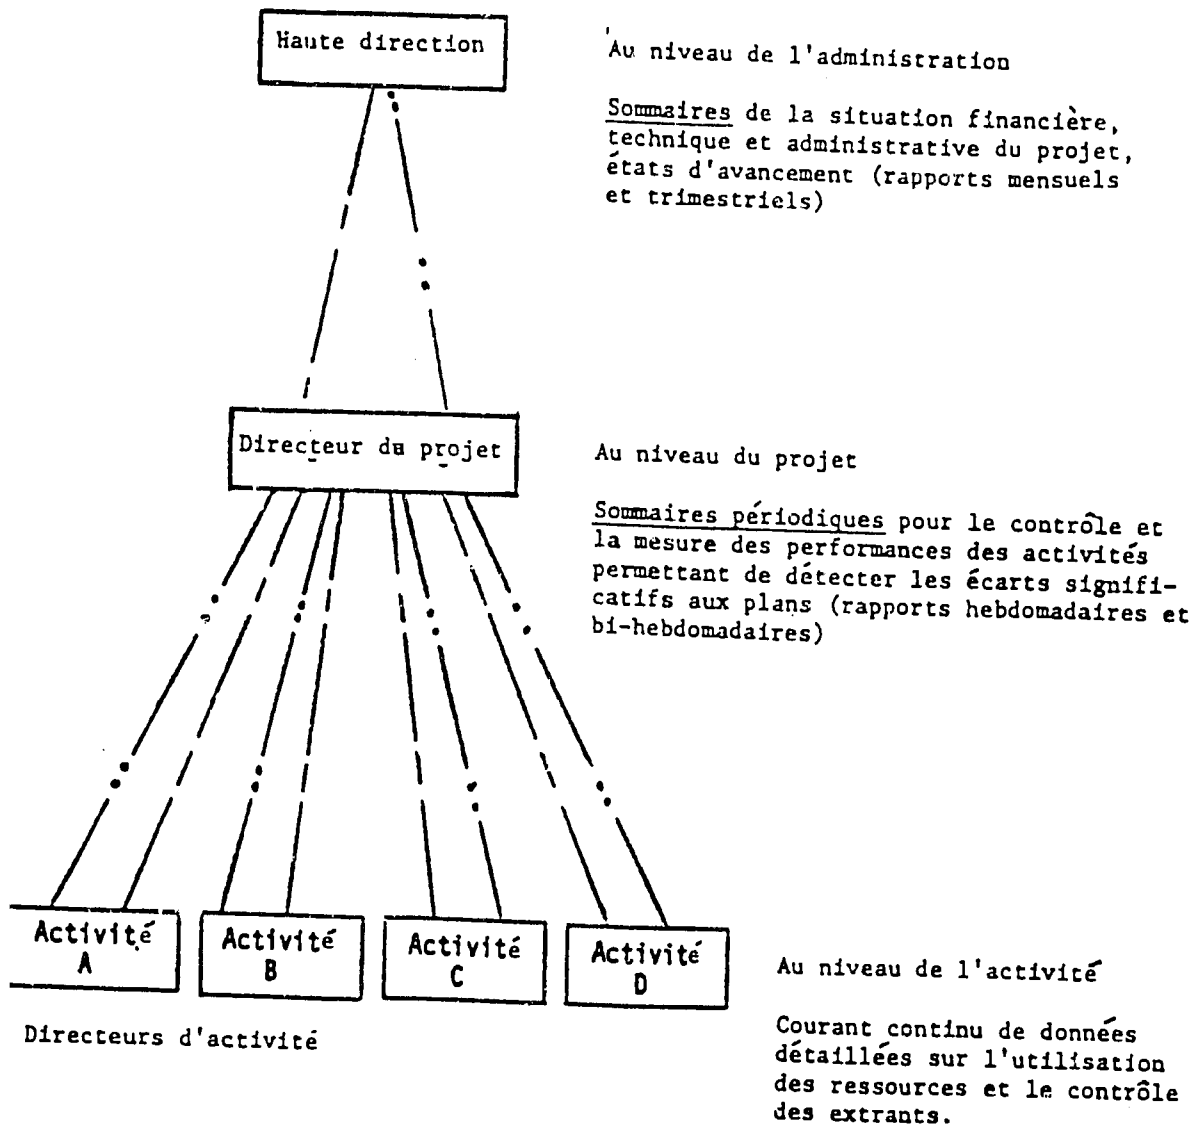 Haute direction
Au niveau de l'administration
Sommaires de la situation financière,
technique et administrative du projet,
états d'avancement (rapports mensuels
et trimestriels)
Directeur du projet
Au niveau du projet
Sommaires périodiques pour le contrôle et
la mesure des performances des activités
permettant de détecter les écarts signifi-
catifs aux plans (rapports hebdomadaires et
bi-hebdomadaires)
Activité
A
Activité
B
Activité
C
Activité
D
Directeurs d'activité
Au niveau de l'activité
Courant continu de données
détaillées sur l'utilisation
des ressources et le contrôle
des extrants.